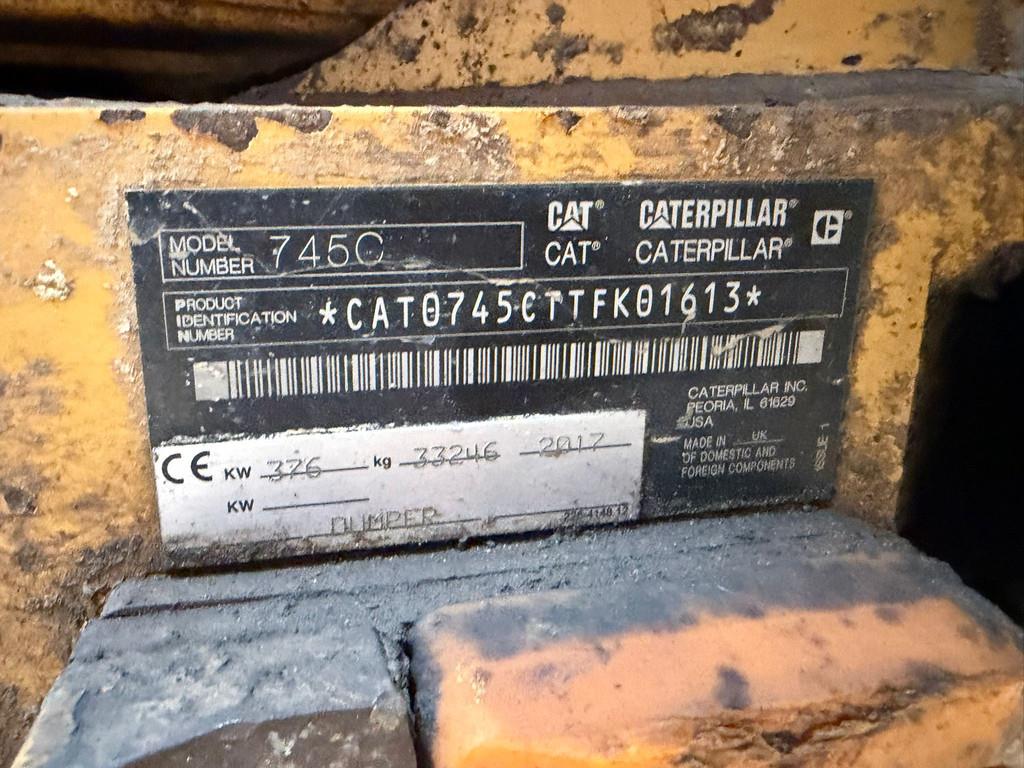 CAT® CATERPILLAR®
CAT® CATERPILLAR®
MODEL NUMBER 745C
PRODUCT IDENTIFICATION NUMBER *CAT0745CTTFK01613*
CATERPILLAR INC.
PEORIA, IL 61629
USA
MADE IN UK
OF DOMESTIC AND
FOREIGN COMPONENTS
ISSUE 1
CE KW 376 kg 33246 2017
KW
DUMPER